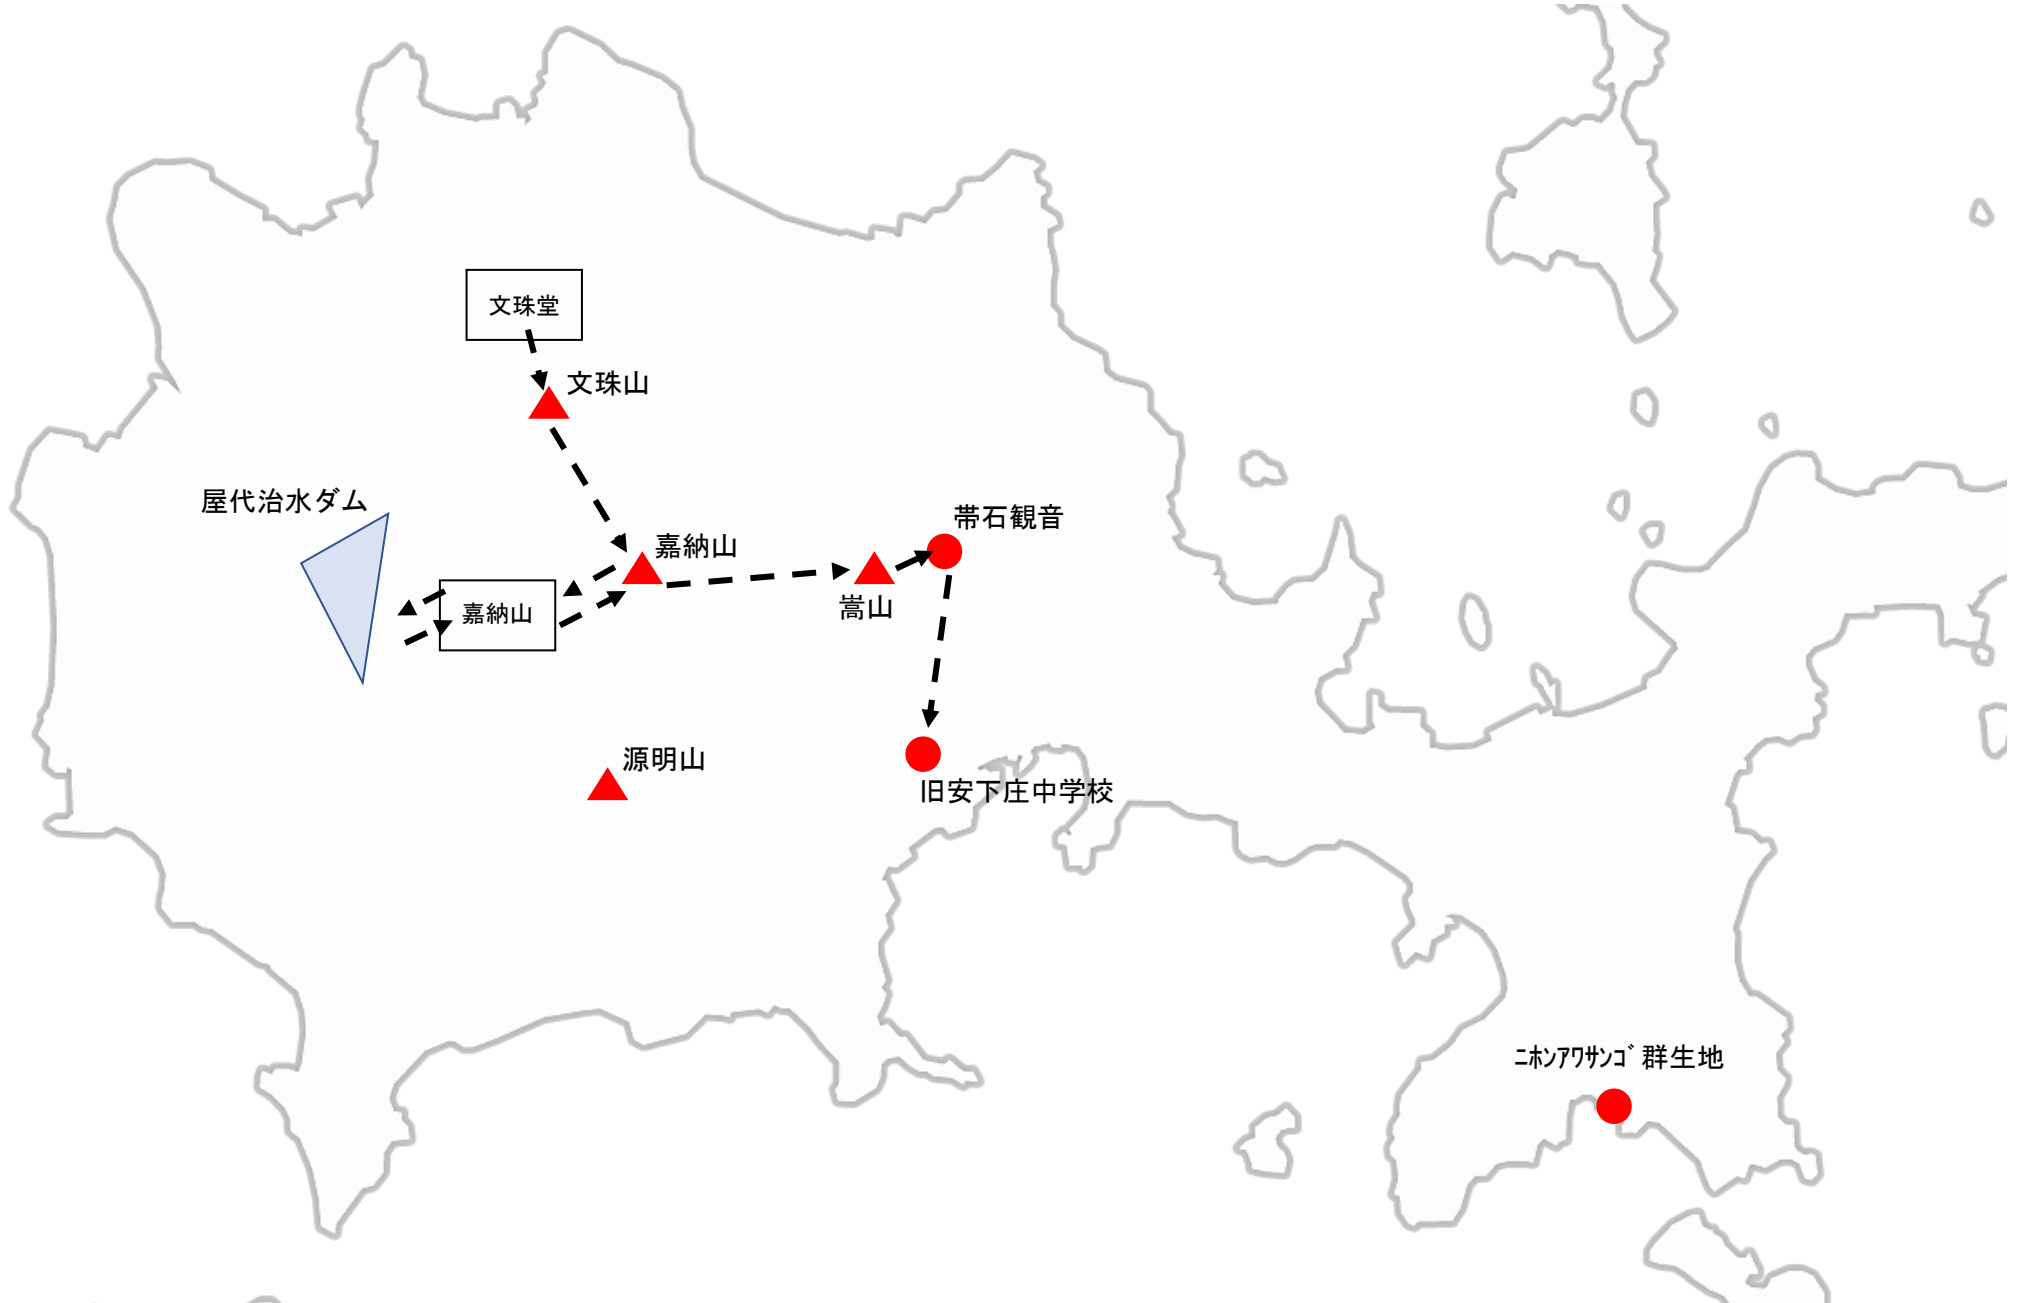 文珠堂
文珠山
屋代治水ダム
帯石観音
嘉納山
嵩山
嘉納山
源明山
旧安下庄中学校
ﾆﾎﾝｱﾜｻﾝｺﾞ群生地